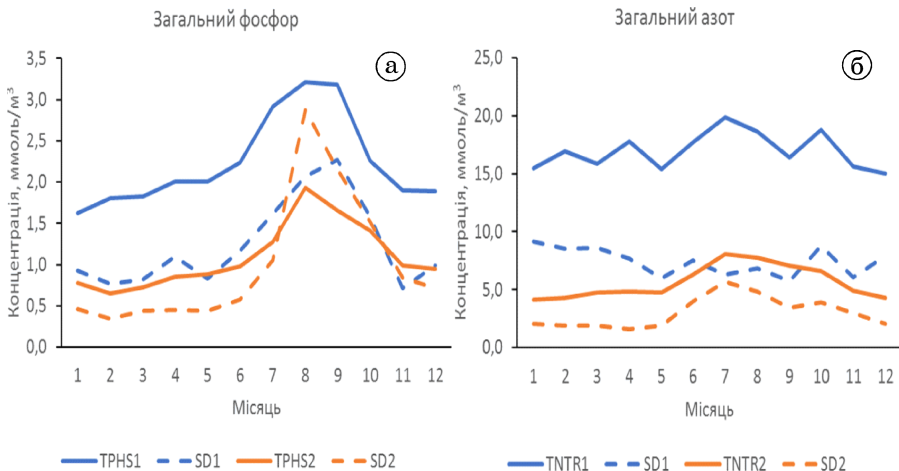 Загальний фосфор
а
Концентрація, ммоль/м³
3,5
3,0
2,5
2,0
1,5
1,0
0,5
0,0
1 2 3 4 5 6 7 8 9 10 11 12
Місяць
TPHS1 SD1 TPHS2 SD2
Загальний азот
б
Концентрація, ммоль/м³
25,0
20,0
15,0
10,0
5,0
0,0
1 2 3 4 5 6 7 8 9 10 11 12
Місяць
TNTR1 SD1 TNTR2 SD2